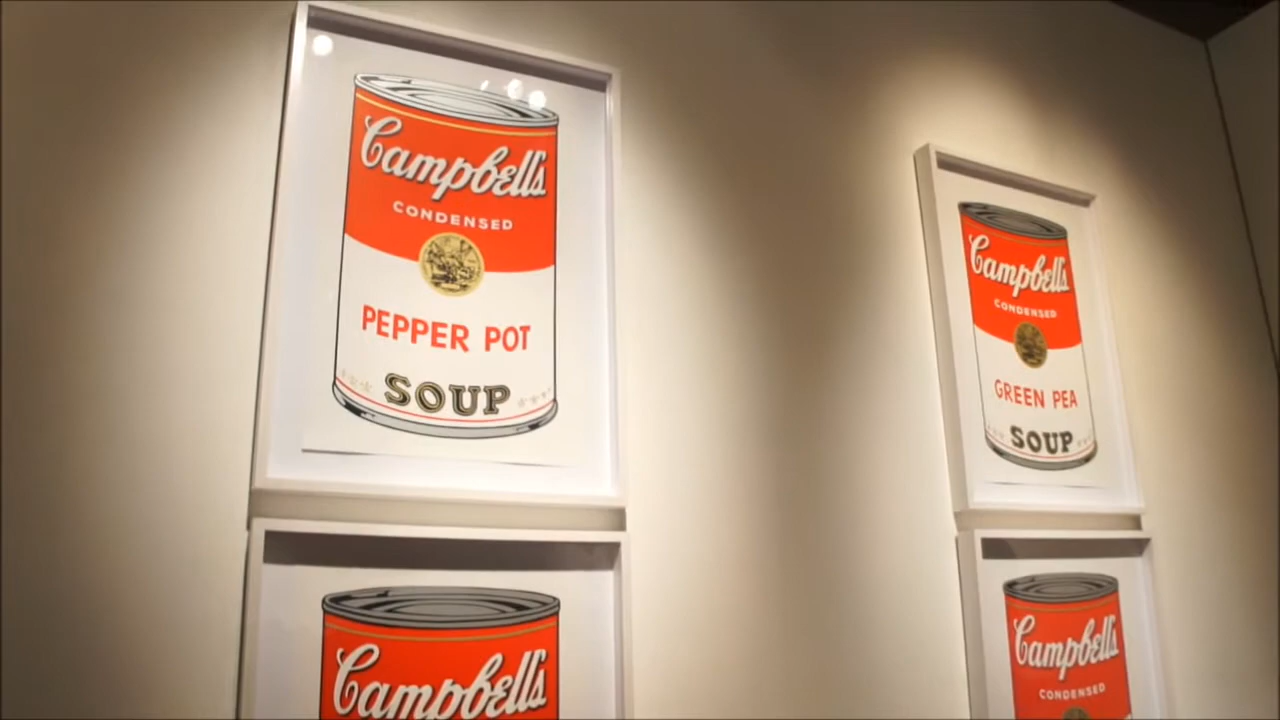 Campbell's
CONDENSED
PEPPER POT
SOUP
Campbell's
CONDENSED
GREEN PEA
SOUP
Campbell's
Campbell's
CONDENSED